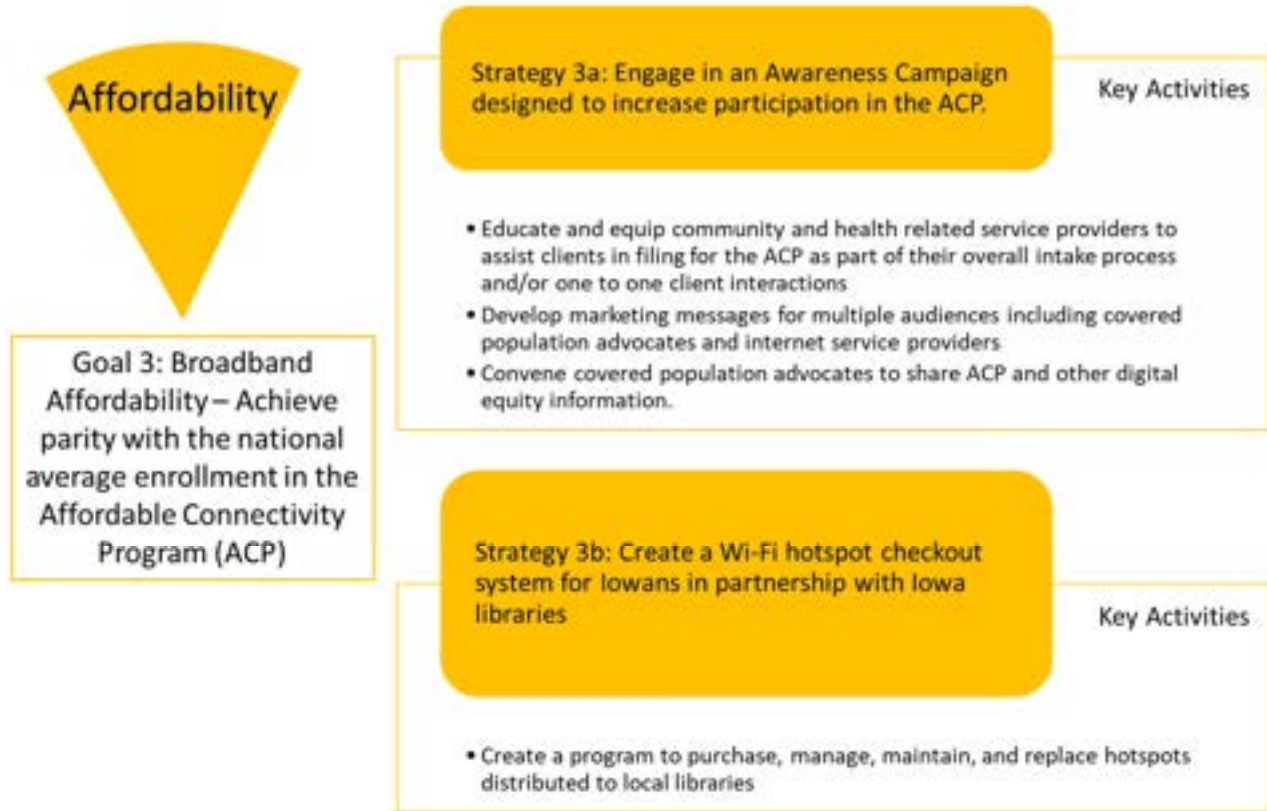 Affordability
Goal 3: Broadband
Affordability – Achieve
parity with the national
average enrollment in the
Affordable Connectivity
Program (ACP)
Strategy 3a: Engage in an Awareness Campaign
designed to increase participation in the ACP.
Key Activities
• Educate and equip community and health related service providers to
assist clients in filing for the ACP as part of their overall intake process
and/or one to one client interactions
• Develop marketing messages for multiple audiences including covered
population advocates and internet service providers
• Convene covered population advocates to share ACP and other digital
equity information.
Strategy 3b: Create a Wi-Fi hotspot checkout
system for Iowans in partnership with Iowa
libraries
Key Activities
• Create a program to purchase, manage, maintain, and replace hotspots
distributed to local libraries